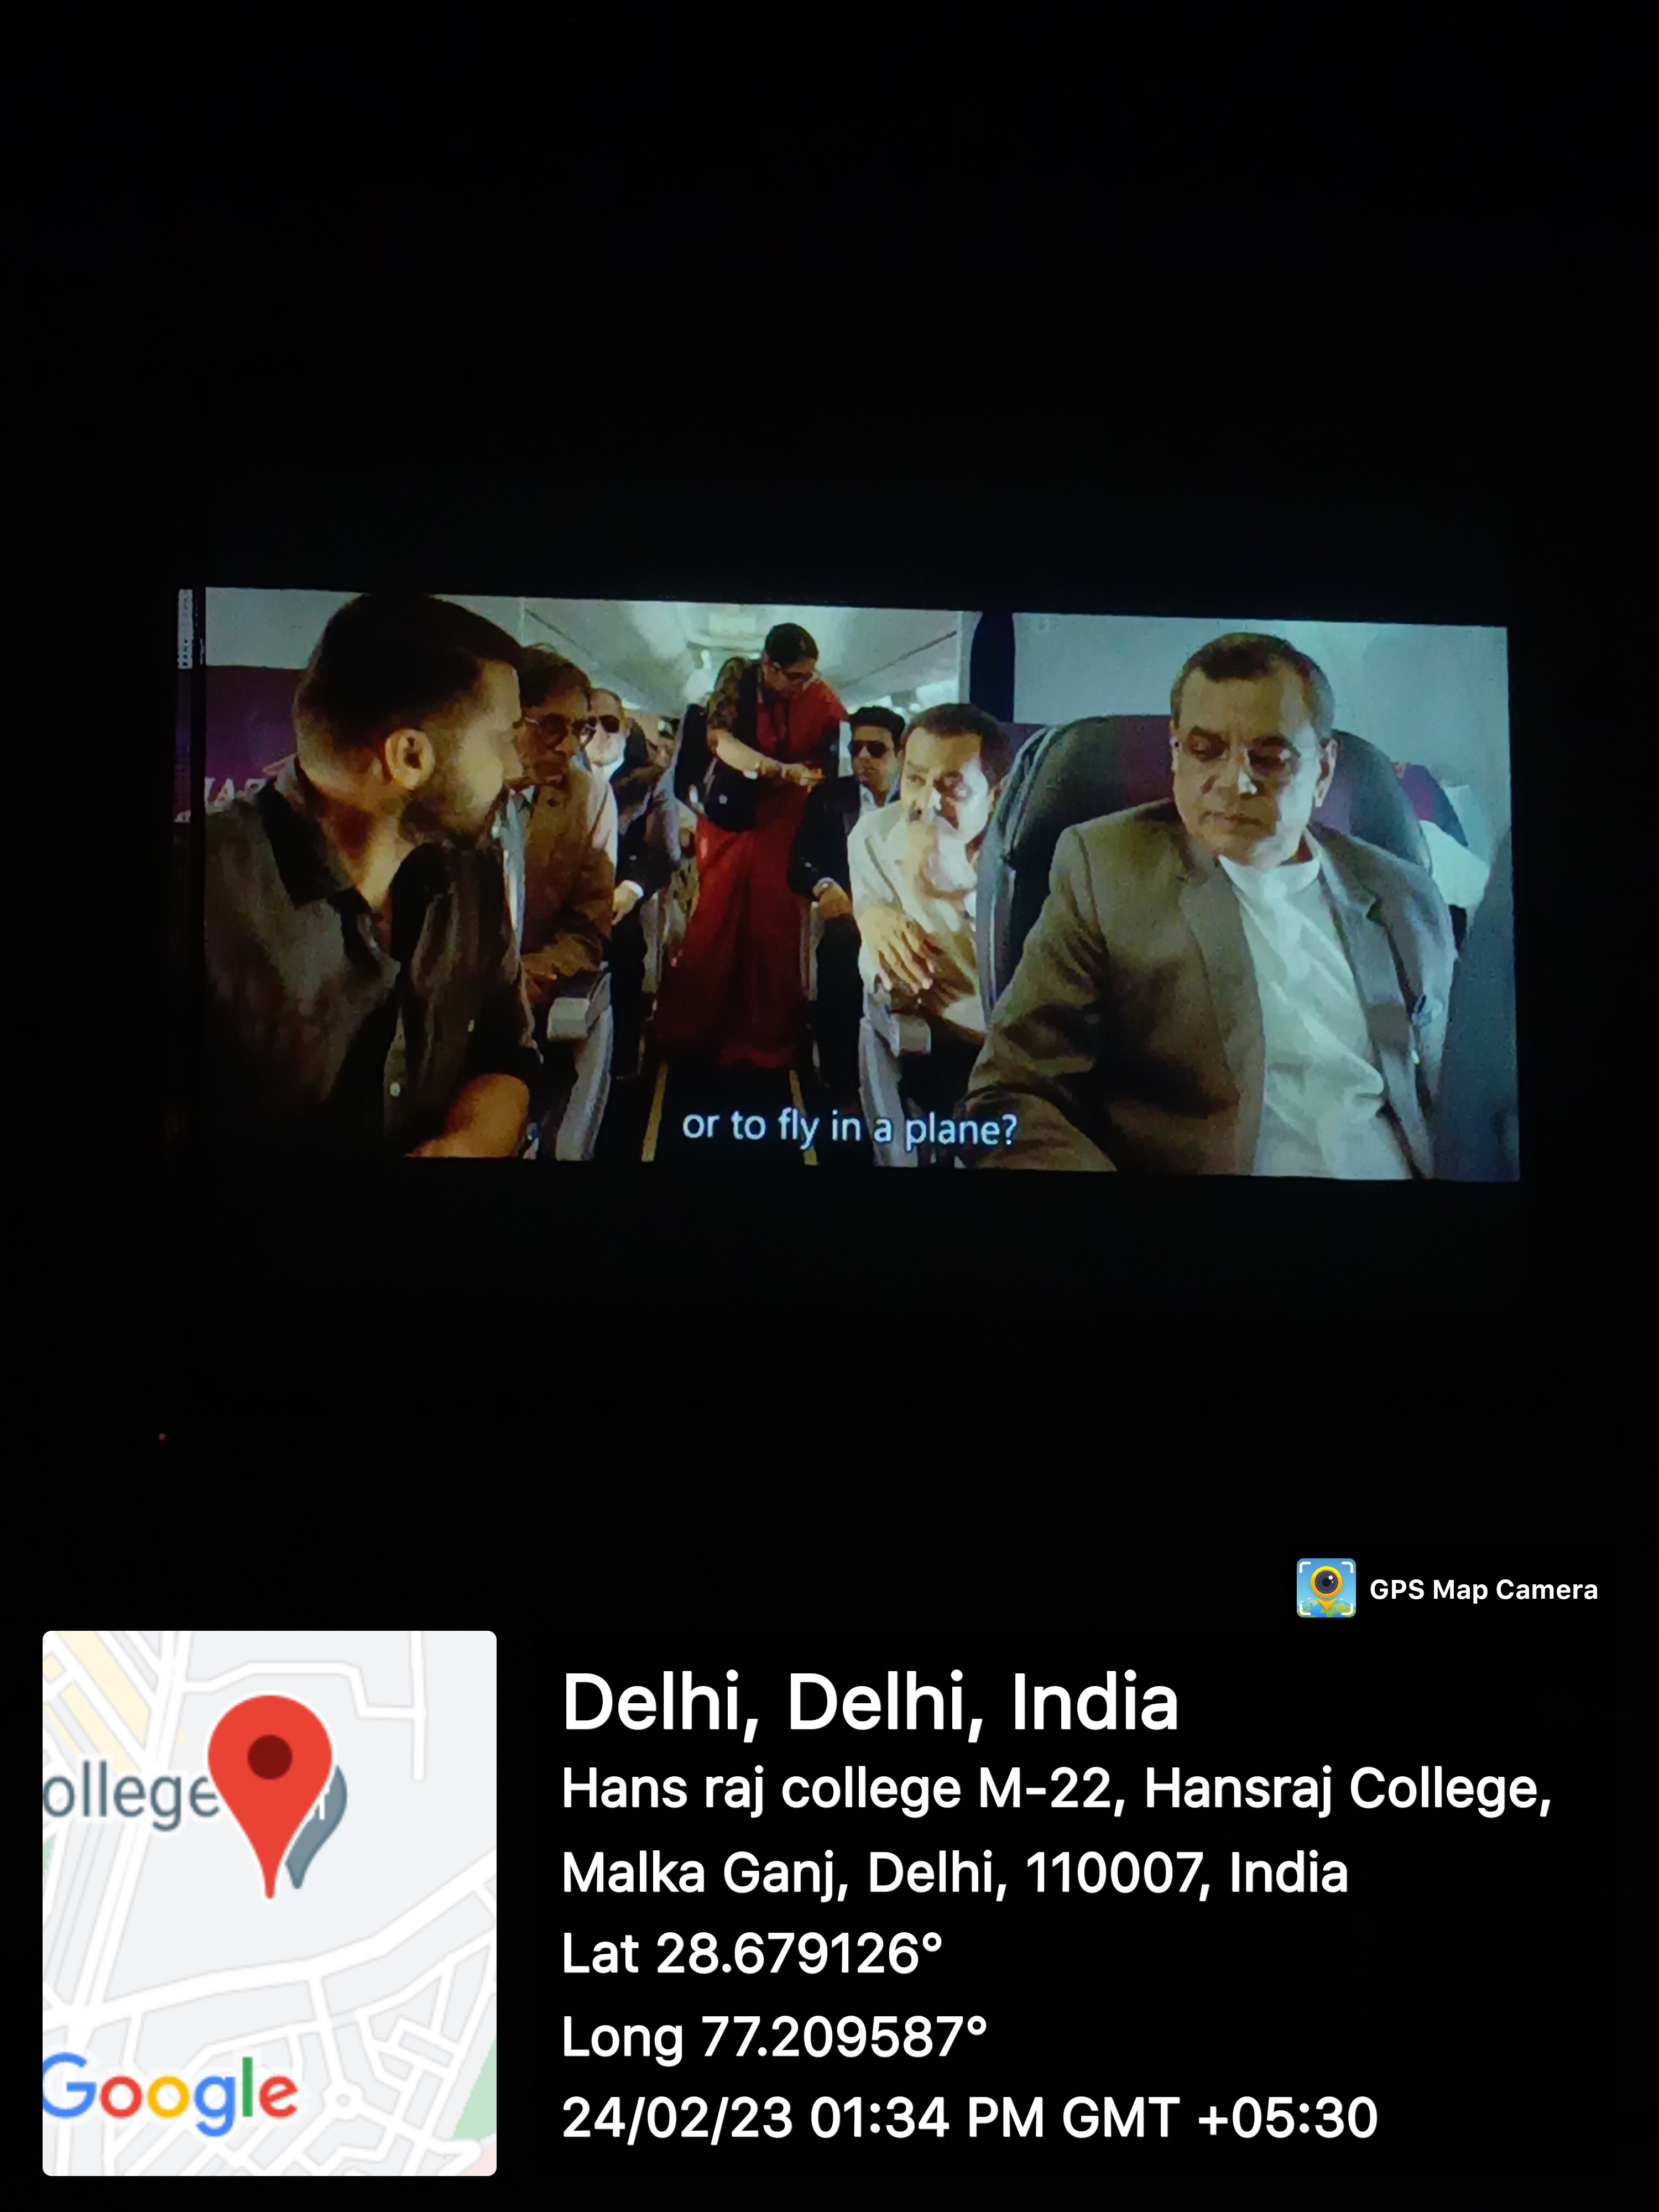 or to fly in a plane?
GPS Map Camera
ollege
Google
Delhi, Delhi, India
Hans raj college M-22, Hansraj College,
Malka Ganj, Delhi, 110007, India
Lat 28.679126°
Long 77.209587°
24/02/23 01:34 PM GMT +05:30